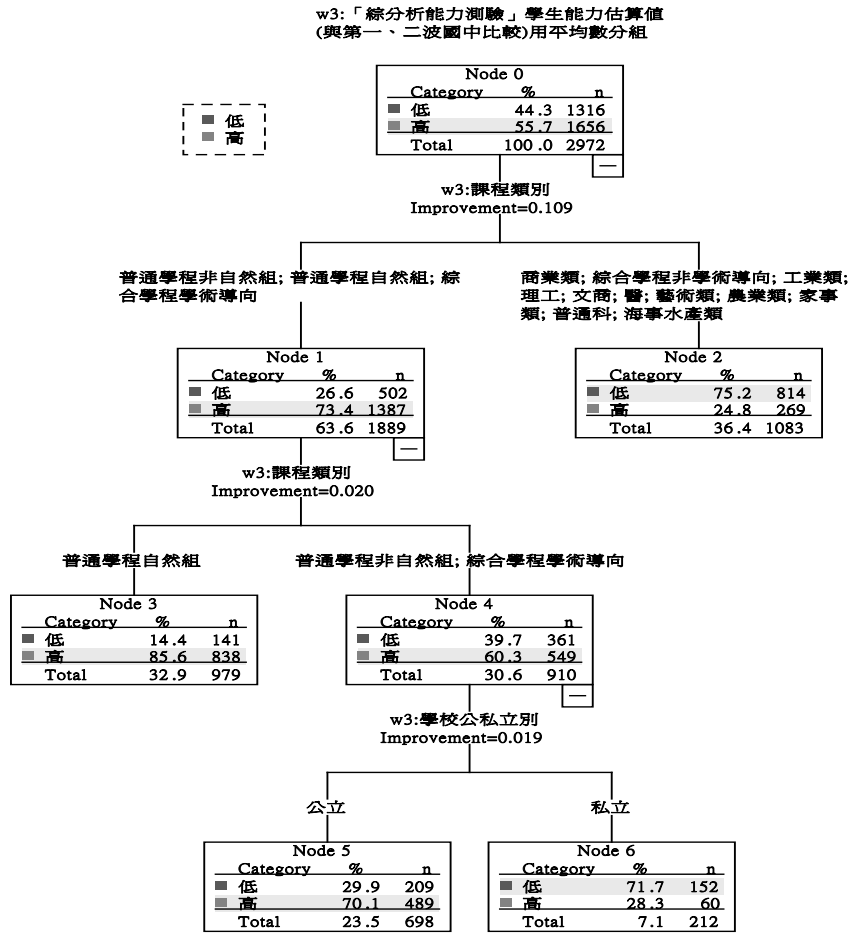 w3:「綜分析能力測驗」學生能力估算值
(與第一、二波國中比較)用平均數分組
低
高
Node 0
Category % n
低 44.3 1316
高 55.7 1656
Total 100.0 2972
w3:課程類別
Improvement=0.109
普通學程非自然組; 普通學程自然組; 綜
合學程學術導向
商業類; 綜合學程非學術導向; 工業類;
理工; 文商; 醫; 藝術類; 農業類; 家事
類; 普通科; 海事水產類
Node 1
Category % n
低 26.6 502
高 73.4 1387
Total 63.6 1889
Node 2
Category % n
低 75.2 814
高 24.8 269
Total 36.4 1083
w3:課程類別
Improvement=0.020
普通學程自然組
普通學程非自然組; 綜合學程學術導向
Node 3
Category % n
低 14.4 141
高 85.6 838
Total 32.9 979
Node 4
Category % n
低 39.7 361
高 60.3 549
Total 30.6 910
w3:學校公私立別
Improvement=0.019
公立
私立
Node 5
Category % n
低 29.9 209
高 70.1 489
Total 23.5 698
Node 6
Category % n
低 71.7 152
高 28.3 60
Total 7.1 212